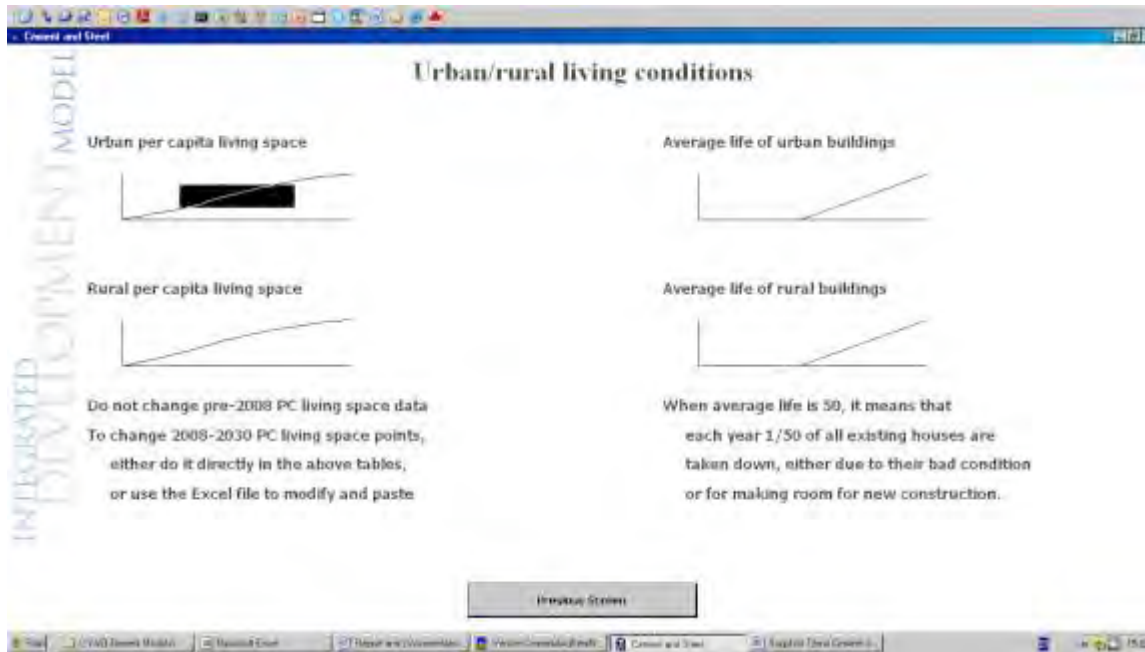 Cement and Steel
Urban/rural living conditions
INTEGRATED
DEVELOPMENT MODEL
Urban per capita living space
Average life of urban buildings
Rural per capita living space
Average life of rural buildings
Do not change pre-2008 PC living space data
To change 2008-2030 PC living space points,
either do it directly in the above tables,
or use the Excel file to modify and paste
When average life is 50, it means that
each year 1/50 of all existing houses are
taken down, either due to their bad condition
or for making room for new construction.
Previous Screen
Cement and Steel